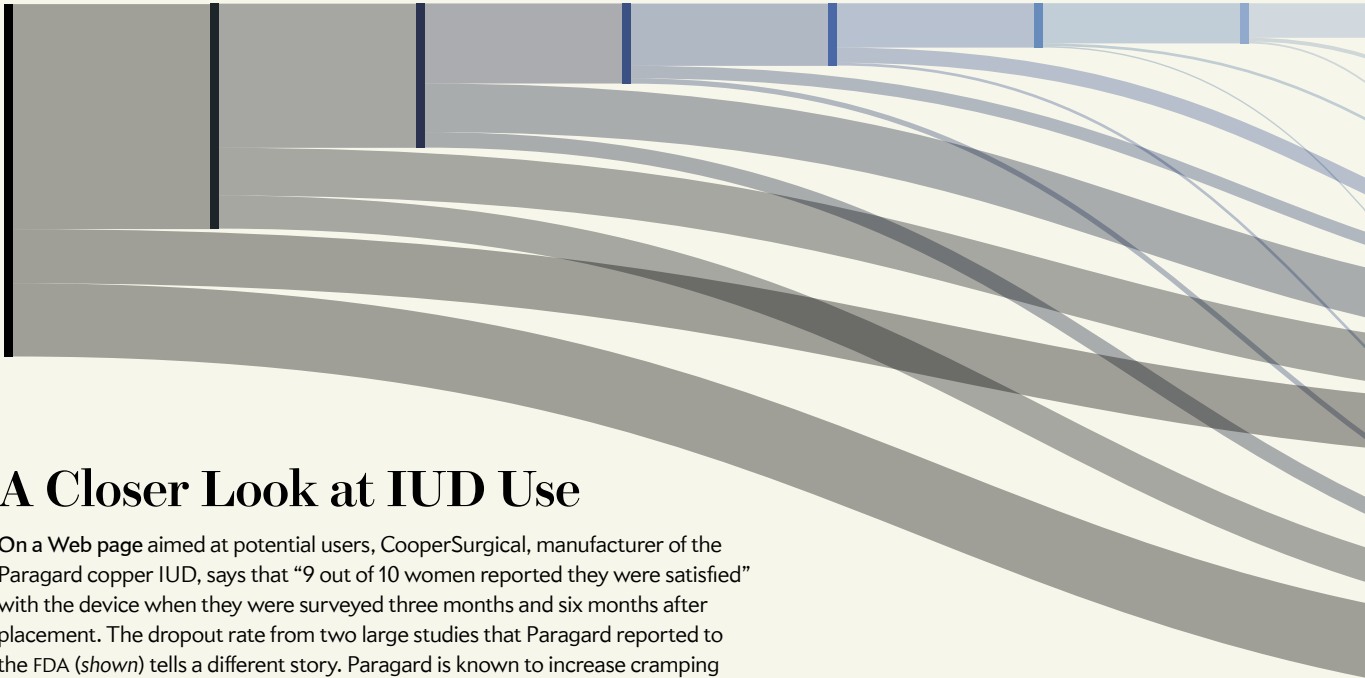 A Closer Look at IUD Use
On a Web page aimed at potential users, CooperSurgical, manufacturer of the
Paragard copper IUD, says that “9 out of 10 women reported they were satisfied”
with the device when they were surveyed three months and six months after
placement. The dropout rate from two large studies that Paragard reported to
the FDA (shown) tells a different story. Paragard is known to increase cramping